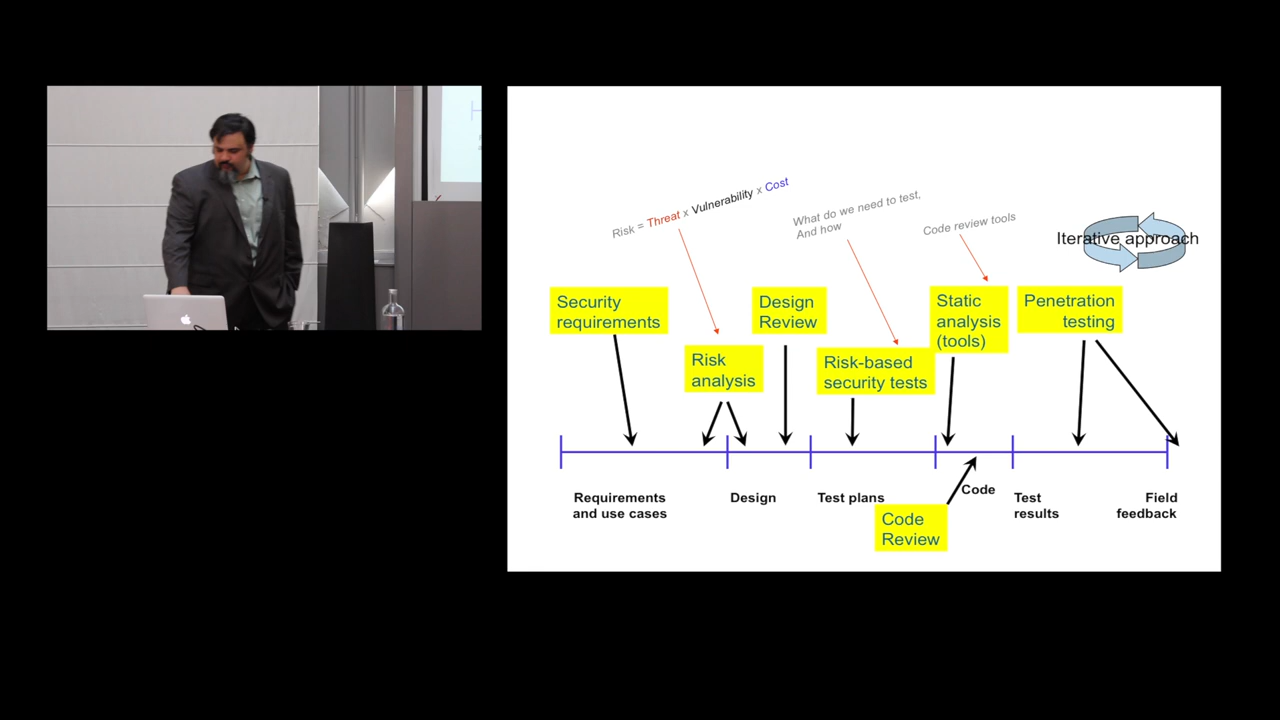 Risk = Threat x Vulnerability x Cost
What do we need to test,
And how
Code review tools
Iterative approach
Security
requirements
Risk
analysis
Design
Review
Risk-based
security tests
Static
analysis
(tools)
Penetration
testing
Requirements
and use cases
Design
Test plans
Code
Test
results
Field
feedback
Code
Review